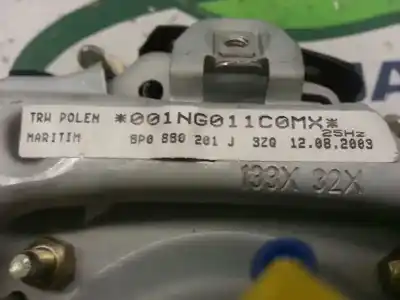 TRW POLEM *001NG011C0MX*
25Hz
MARITIM 8P0 880 201 J 3ZQ 12.08.2003
133X 32X